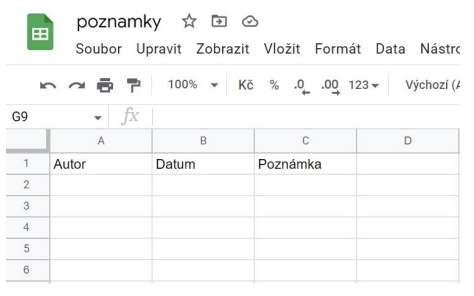 poznamky
Soubor Upravit Zobrazit Vložit Formát Data Nástro
100% Kč % .0 .00 123 Výchozí (A
G9 fx
A B C D
1 Autor Datum Poznámka
2
3
4
5
6